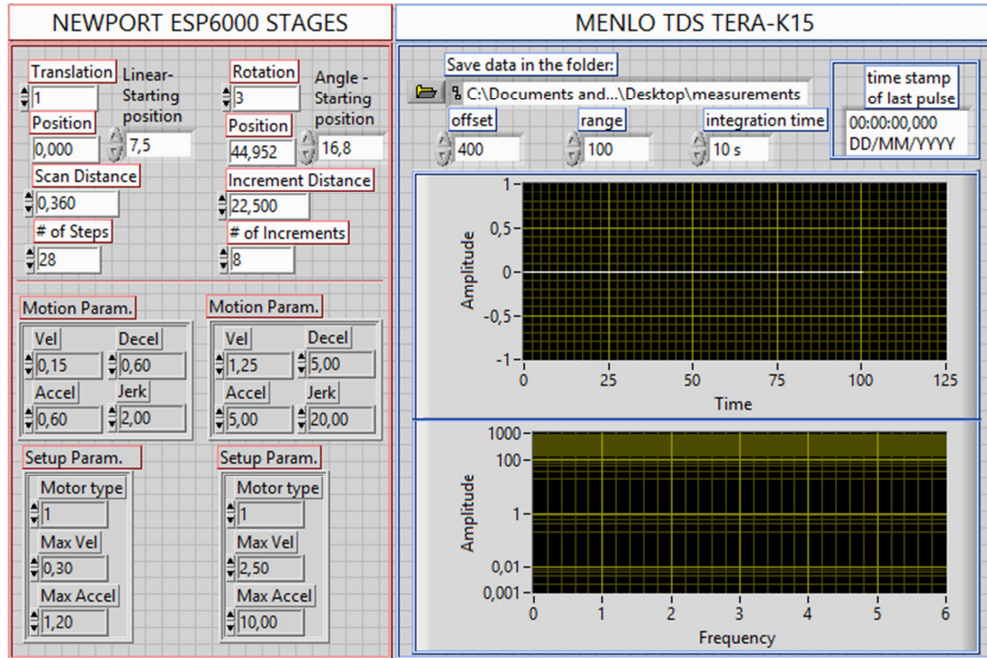 NEWPORT ESP6000 STAGES
Translation
1
Linear-
Starting
position
7,5
Position
0,000
Scan Distance
0,360
# of Steps
28
Rotation
3
Angle -
Starting
position
16,8
Position
44,952
Increment Distance
22,500
# of Increments
8
Motion Param.
Vel
0,15
Decel
0,60
Accel
0,60
Jerk
2,00
Motion Param.
Vel
1,25
Decel
5,00
Accel
5,00
Jerk
20,00
Setup Param.
Motor type
1
Max Vel
0,30
Max Accel
1,20
Setup Param.
Motor type
1
Max Vel
2,50
Max Accel
10,00
MENLO TDS TERA-K15
Save data in the folder:
C:\Documents and...\Desktop\measurements
offset
400
range
100
integration time
10 s
time stamp
of last pulse
00:00:00,000
DD/MM/YYYY
Amplitude
1
0,5
0
-0,5
-1
0 25 50 75 100 125
Time
Amplitude
1000
100
1
0,01
0,001
0 1 2 3 4 5 6
Frequency